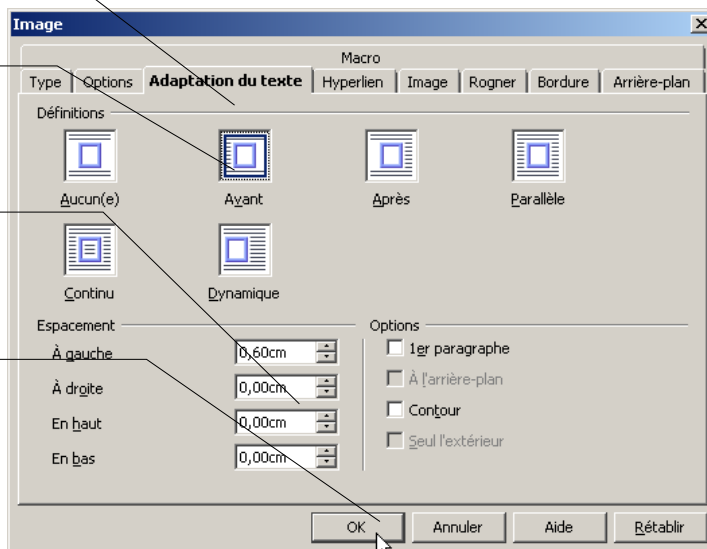 Image
Macro
Type Options Adaptation du texte Hyperlien Image Rogner Bordure Arrière-plan
Définitions
Aucun(e) Avant Après Parallèle
Continu Dynamique
Espacement Options
À gauche 0,60cm 1er paragraphe
À droite 0,00cm À l'arrière-plan
En haut 0,00cm Contour
En bas 0,00cm Seul l'extérieur
OK Annuler Aide Rétablir